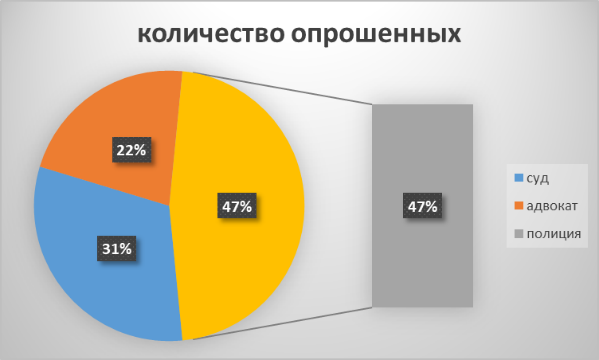 количество опрошенных
22%
47%
47%
31%
суд
адвокат
полиция